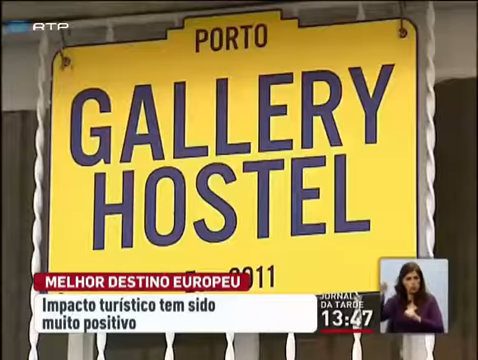 RTP
PORTO
GALLERY
HOSTEL
2011
MELHOR DESTINO EUROPEU
Impacto turístico tem sido
muito positivo
JORNAL
DA TARDE
13:47